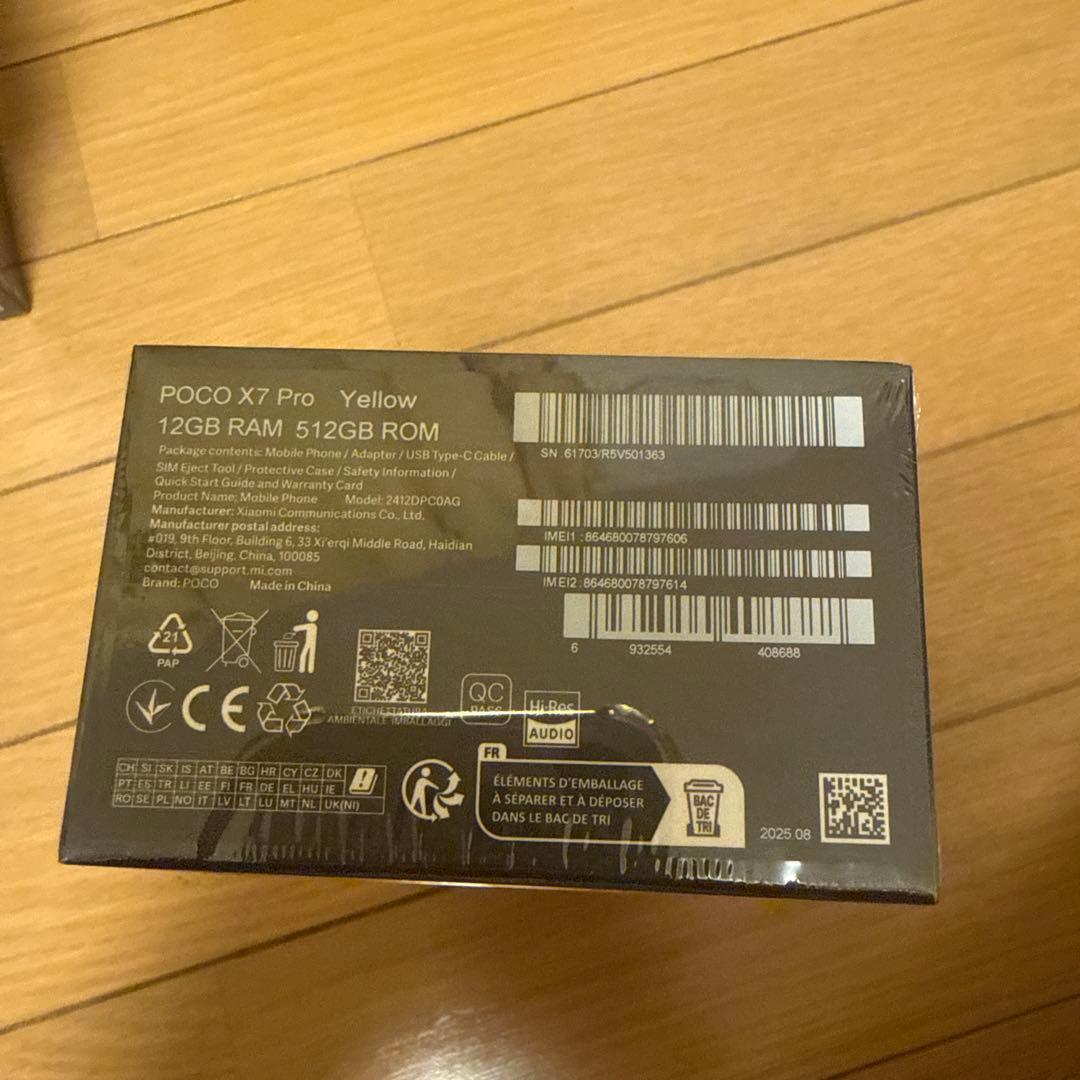 POCO X7 Pro Yellow
12GB RAM 512GB ROM
Package contents: Mobile Phone / Adapter / USB Type-C Cable /
SIM Eject Tool / Protective Case / Safety Information /
Quick Start Guide and Warranty Card
Product Name: Mobile Phone Model: 2412DPC0AG
Manufacturer: Xiaomi Communications Co., Ltd.
Manufacturer postal address:
#019, 9th Floor, Building 6, 33 Xi'erqi Middle Road, Haidian
District, Beijing, China, 100085
contact@support.mi.com
Brand: POCO Made in China
SN: 61703/R5V501363
IMEI1 : 864680078797606
IMEI2 : 864680078797614
6 932554 408688
21
PAP
CE
ETICHETTATURA
AMBIENTALE IMBALLAGGI
QC
PASS
Hi-Res
AUDIO
CH SI SK IS AT BE BG HR CY CZ DK
PT ES TR LI EE FI FR DE EL HU IE
RO SE PL NO IT LV LT LU MT NL UK(NI)
FR
ÉLÉMENTS D'EMBALLAGE
À SÉPARER ET À DÉPOSER
DANS LE BAC DE TRI
BAC
DE
TRI
2025 08